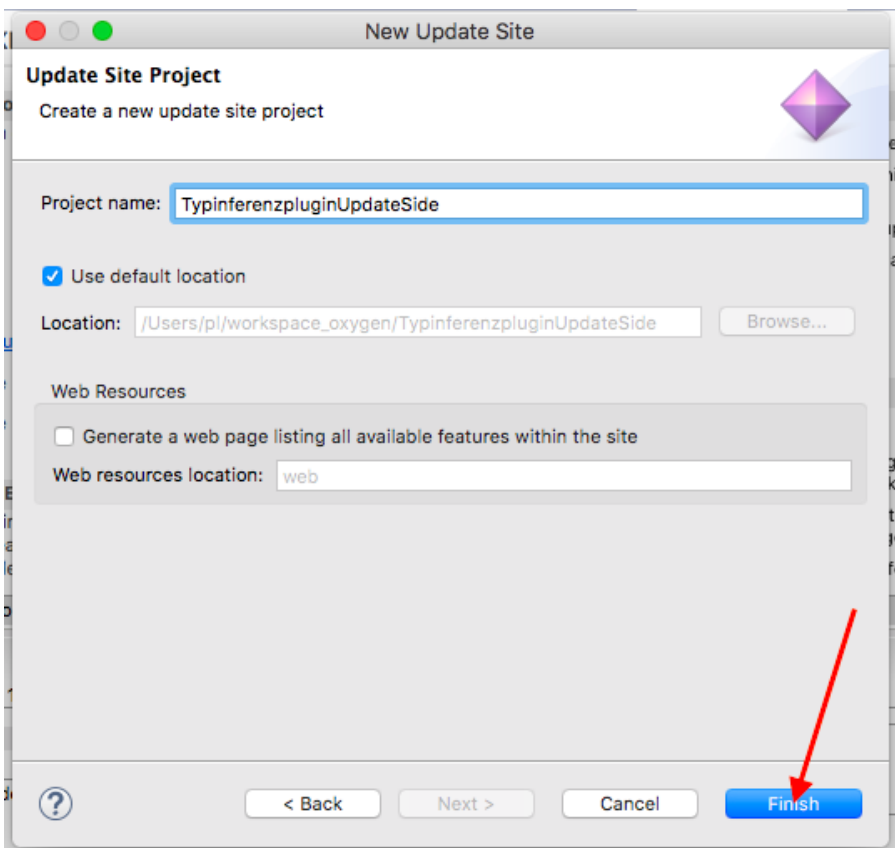 New Update Site
Update Site Project
Create a new update site project
Project name: TypinferenzpluginUpdateSide
Use default location
Location: /Users/pl/workspace_oxygen/TypinferenzpluginUpdateSide Browse...
Web Resources
Generate a web page listing all available features within the site
Web resources location: web
? < Back Next > Cancel Finish